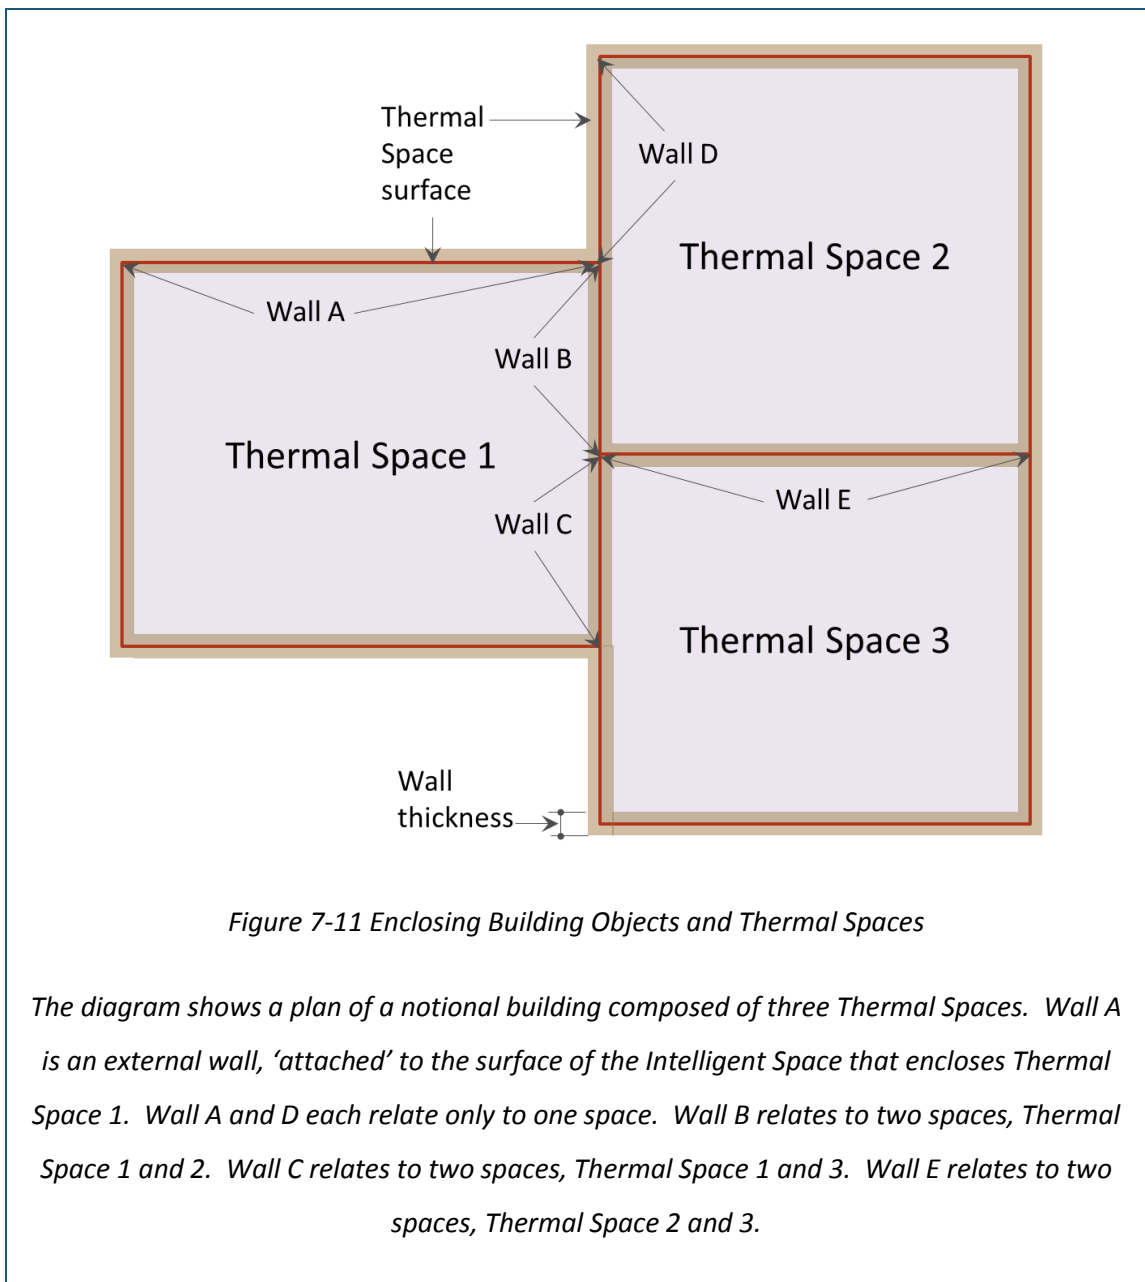 Thermal
Space
surface
Wall D
Thermal Space 2
Wall A
Wall B
Thermal Space 1
Wall C
Wall E
Thermal Space 3
Wall
thickness
Figure 7-11 Enclosing Building Objects and Thermal Spaces
The diagram shows a plan of a notional building composed of three Thermal Spaces. Wall A
is an external wall, ‘attached’ to the surface of the Intelligent Space that encloses Thermal
Space 1. Wall A and D each relate only to one space. Wall B relates to two spaces, Thermal
Space 1 and 2. Wall C relates to two spaces, Thermal Space 1 and 3. Wall E relates to two
spaces, Thermal Space 2 and 3.